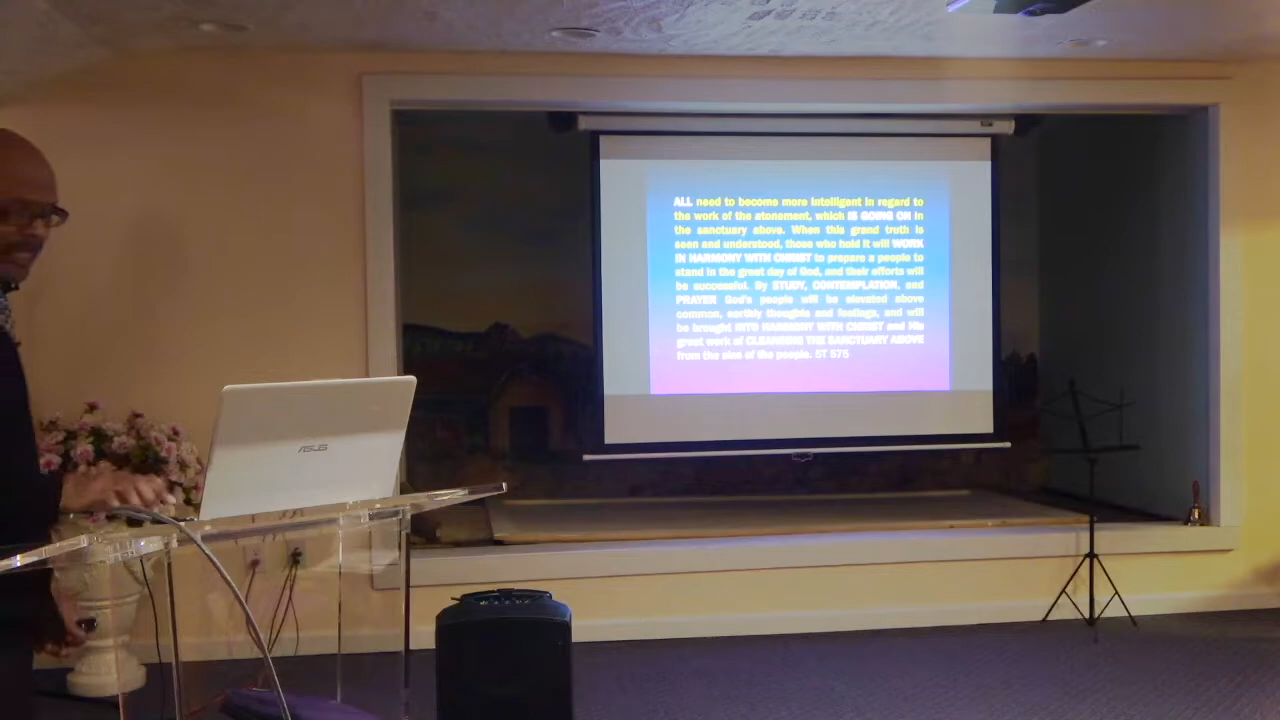 ALL need to become more intelligent in regard to
the work of the atonement, which IS GOING ON in
the sanctuary above. When this grand truth is
seen and understood, those who hold it will WORK
IN HARMONY WITH CHRIST to prepare a people to
stand in the great day of God, and their efforts will
be successful. By STUDY, CONTEMPLATION, and
PRAYER God's people will be elevated above
common, earthly thoughts and feelings, and will
be brought INTO HARMONY WITH CHRIST and His
great work of CLEANSING THE SANCTUARY ABOVE
from the sins of the people. 5T 575
ASUS